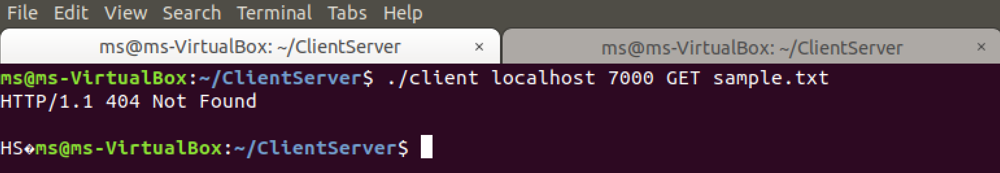 File Edit View Search Terminal Tabs Help
ms@ms-VirtualBox: ~/ClientServer × ms@ms-VirtualBox: ~/ClientServer ×
ms@ms-VirtualBox:~/ClientServer$ ./client localhost 7000 GET sample.txt
HTTP/1.1 404 Not Found
HS�ms@ms-VirtualBox:~/ClientServer$